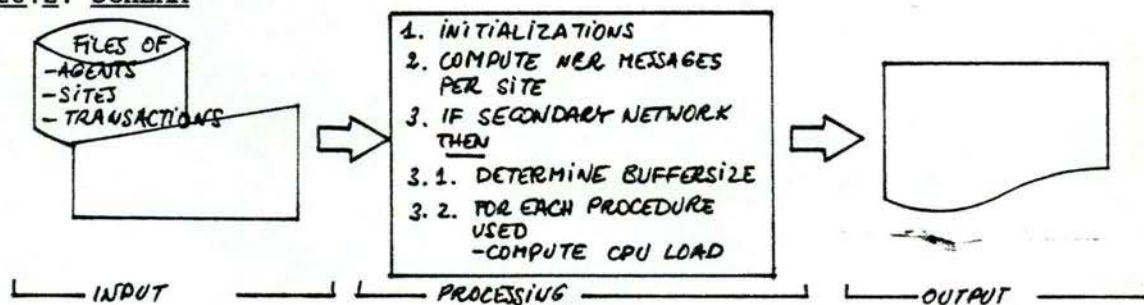 FILES OF
-AGENTS
-SITES
- TRANSACTIONS
1. INITIALIZATIONS
2. COMPUTE NBR MESSAGES
PER SITE
3. IF SECONDARY NETWORK
THEN
3.1. DETERMINE BUFFERSIZE
3.2. FOR EACH PROCEDURE
USED
-COMPUTE CPU LOAD
INPUT
PROCESSING
OUTPUT